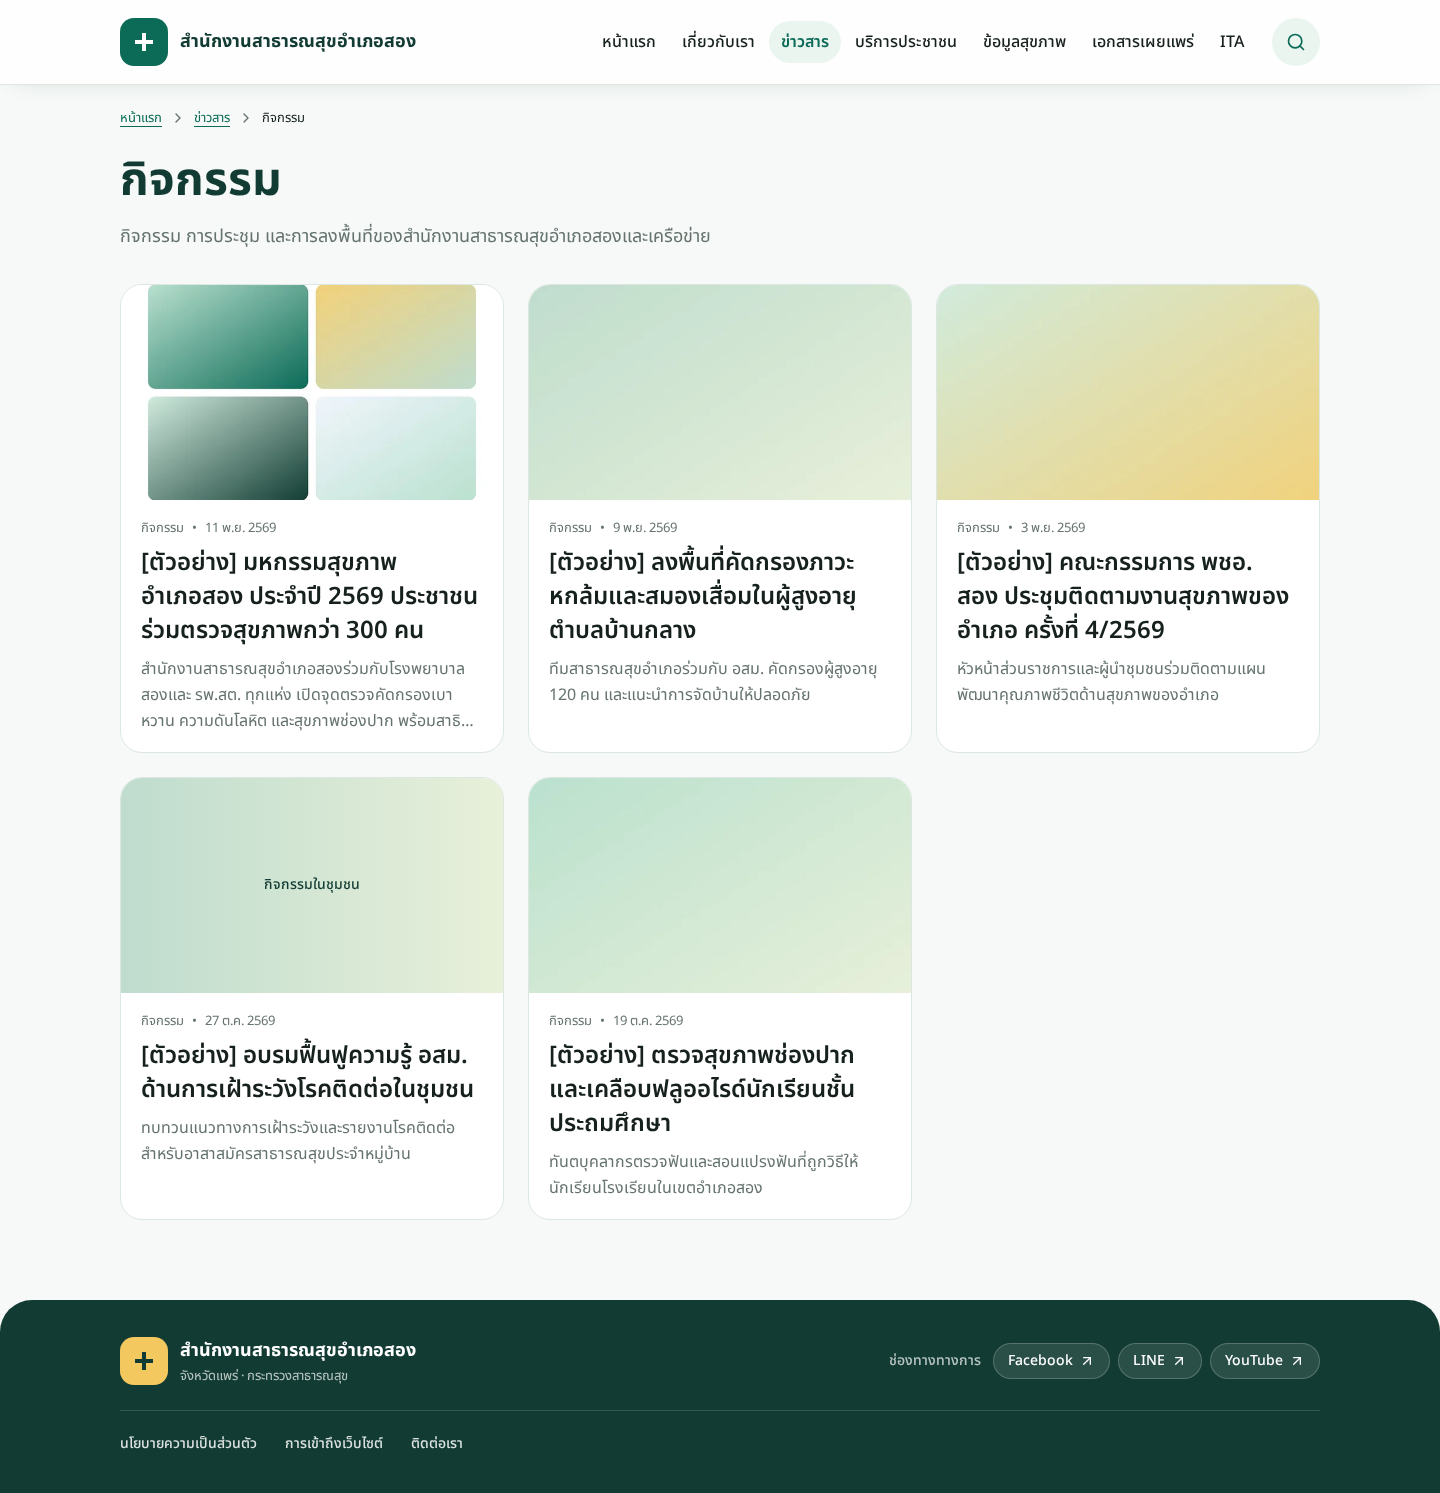 สำนักงานสาธารณสุขอำเภอสอง
หน้าแรก
เกี่ยวกับเรา
ข่าวสาร
บริการประชาชน
ข้อมูลสุขภาพ
เอกสารเผยแพร่
ITA
หน้าแรก > ข่าวสาร > กิจกรรม
กิจกรรม
กิจกรรม การประชุม และการลงพื้นที่ของสำนักงานสาธารณสุขอำเภอสองและเครือข่าย
กิจกรรม • 11 พ.ย. 2569
[ตัวอย่าง] มหกรรมสุขภาพ
อำเภอสอง ประจำปี 2569 ประชาชน
ร่วมตรวจสุขภาพกว่า 300 คน
สำนักงานสาธารณสุขอำเภอสองร่วมกับโรงพยาบาล
สองและ รพ.สต. ทุกแห่ง เปิดจุดตรวจคัดกรองเบา
หวาน ความดันโลหิต และสุขภาพช่องปาก พร้อมสาธิ...
กิจกรรม • 9 พ.ย. 2569
[ตัวอย่าง] ลงพื้นที่คัดกรองภาวะ
หกล้มและสมองเสื่อมในผู้สูงอายุ
ตำบลบ้านกลาง
ทีมสาธารณสุขอำเภอร่วมกับ อสม. คัดกรองผู้สูงอายุ
120 คน และแนะนำการจัดบ้านให้ปลอดภัย
กิจกรรม • 3 พ.ย. 2569
[ตัวอย่าง] คณะกรรมการ พชอ.
สอง ประชุมติดตามงานสุขภาพของ
อำเภอ ครั้งที่ 4/2569
หัวหน้าส่วนราชการและผู้นำชุมชนร่วมติดตามแผน
พัฒนาคุณภาพชีวิตด้านสุขภาพของอำเภอ
กิจกรรมในชุมชน
กิจกรรม • 27 ต.ค. 2569
[ตัวอย่าง] อบรมฟื้นฟูความรู้ อสม.
ด้านการเฝ้าระวังโรคติดต่อในชุมชน
ทบทวนแนวทางการเฝ้าระวังและรายงานโรคติดต่อ
สำหรับอาสาสมัครสาธารณสุขประจำหมู่บ้าน
กิจกรรม • 19 ต.ค. 2569
[ตัวอย่าง] ตรวจสุขภาพช่องปาก
และเคลือบฟลูออไรด์นักเรียนชั้น
ประถมศึกษา
ทันตบุคลากรตรวจฟันและสอนแปรงฟันที่ถูกวิธีให้
นักเรียนโรงเรียนในเขตอำเภอสอง
สำนักงานสาธารณสุขอำเภอสอง
จังหวัดแพร่ · กระทรวงสาธารณสุข
ช่องทางทางการ
Facebook
LINE
YouTube
นโยบายความเป็นส่วนตัว
การเข้าถึงเว็บไซต์
ติดต่อเรา